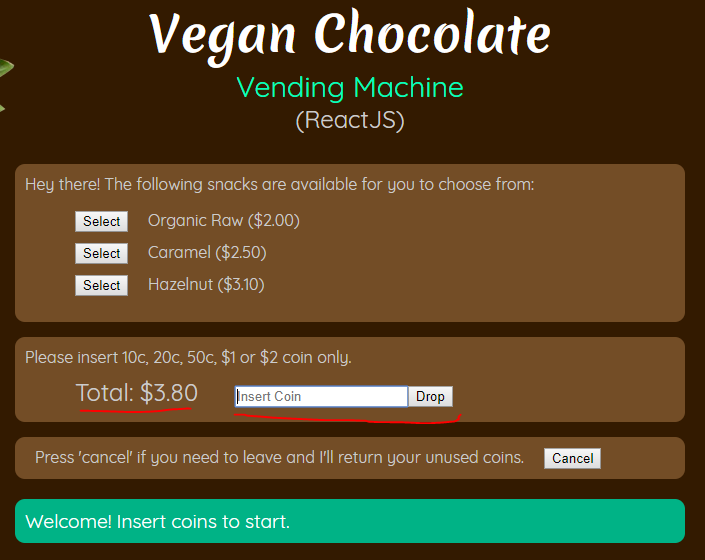 Vegan Chocolate
Vending Machine
(ReactJS)
Hey there! The following snacks are available for you to choose from:
Select Organic Raw ($2.00)
Select Caramel ($2.50)
Select Hazelnut ($3.10)
Please insert 10c, 20c, 50c, $1 or $2 coin only.
Total: $3.80 Insert Coin Drop
Press 'cancel' if you need to leave and I'll return your unused coins. Cancel
Welcome! Insert coins to start.